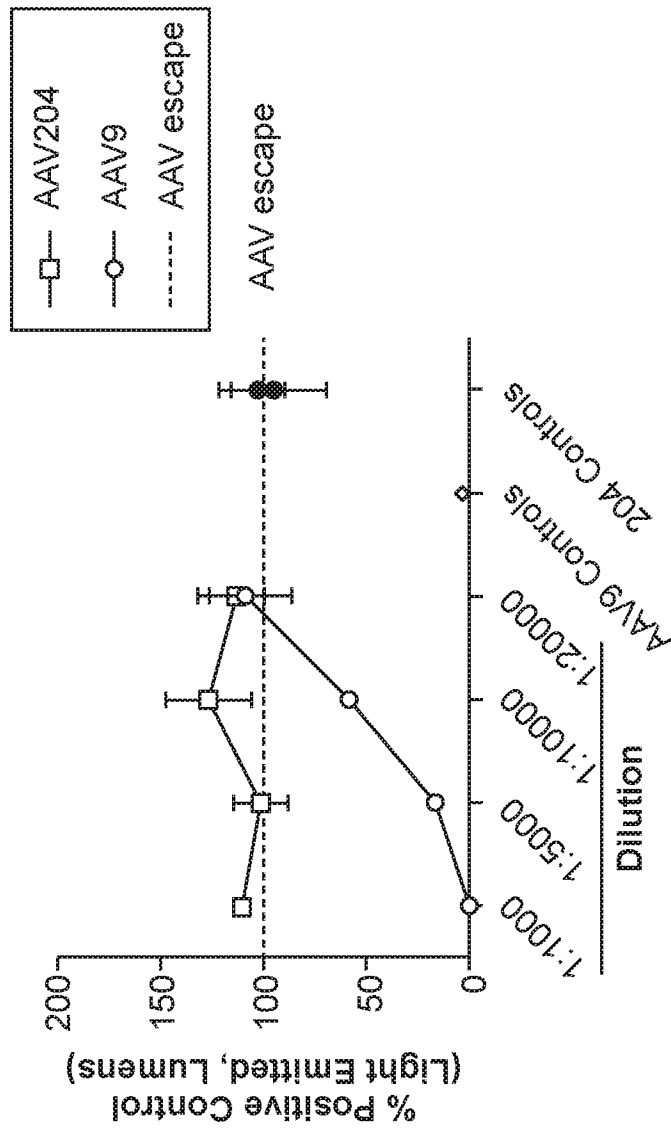 AAV204
AAV9
AAV escape
AAV escape
% Positive Control
(Light Emitted, Lumens)
200
150
100
50
0
1:1000
1:5000
1:10000
1:20000
AAV9 Controls
204 Controls
Dilution